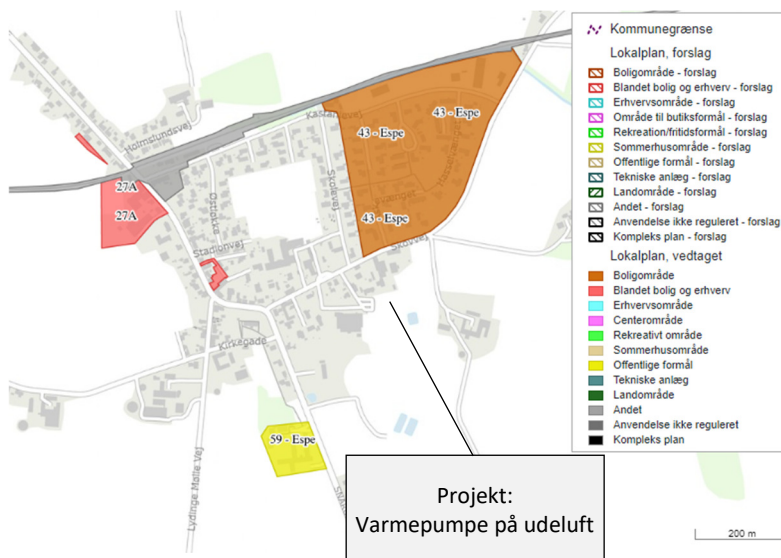 Holmslundsvej
27A
27A
Østløkke
Stadionvej
Kirkegade
Lydinge Mølle Vej
Skolevej
43 - Espe
43 - Espe
43 - Espe
Skovvej
59 - Espe
Projekt:
Varmepumpe på udeluft
Kommunegrænse
Lokalplan, forslag
Boligområde - forslag
Blandet bolig og erhverv - forslag
Erhvervsområde - forslag
Område til butiksformål - forslag
Rekreation/fritidsformål - forslag
Sommerhusområde - forslag
Offentlige formål - forslag
Tekniske anlæg - forslag
Landområde - forslag
Andet - forslag
Anvendelse ikke reguleret - forslag
Kompleks plan - forslag
Lokalplan, vedtaget
Boligområde
Blandet bolig og erhverv
Erhvervsområde
Centerområde
Rekreativt område
Sommerhusområde
Offentlige formål
Tekniske anlæg
Landområde
Andet
Anvendelse ikke reguleret
Kompleks plan
200 m